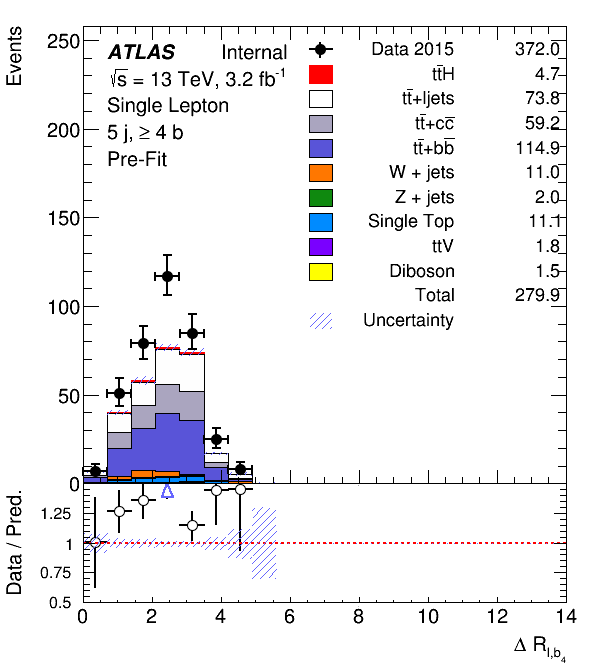 Events
250
200
150
100
50
0
ATLAS Internal
√s = 13 TeV, 3.2 fb⁻¹
Single Lepton
5 j, ≥ 4 b
Pre-Fit
Data 2015 372.0
tt̄H 4.7
tt̄+ljets 73.8
tt̄+cc̄ 59.2
tt̄+bb̄ 114.9
W + jets 11.0
Z + jets 2.0
Single Top 11.1
ttV 1.8
Diboson 1.5
Total 279.9
Uncertainty
Data / Pred.
1.25
1
0.75
0.5
0 2 4 6 8 10 12 14
Δ R_{l,b_4}